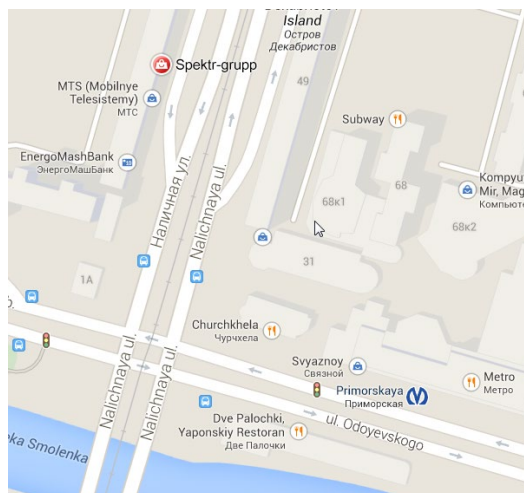 Island
Остров
Декабристов
Spektr-grupp
49
MTS (Mobilnye
Telesistemy)
МТС
Subway
EnergoMashBank
ЭнергоМашБанк
Kompyu
Mir, Mag
Компьюте
68
68к1
68к2
Наличная ул.
Nalichnaya ul.
31
1А
Churchkhela
Чурчхела
Nalichnaya ul.
Nalichnaya ul.
Svyaznoy
Связной
Metro
Метро
Primorskaya
Приморская
Dve Palochki,
Yaponskiy Restoran
Две Палочки
ul. Odoyevskogo
ka Smolenka